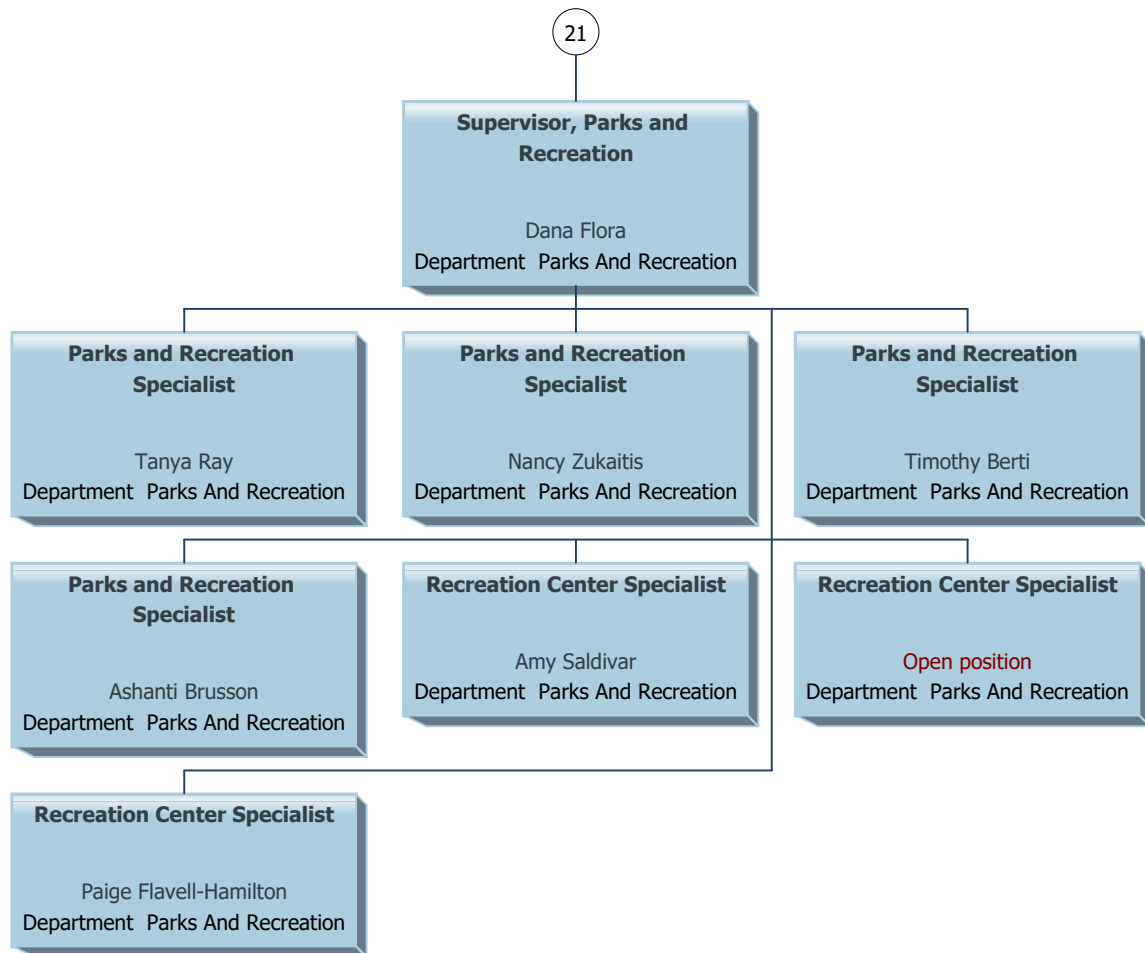 21
Supervisor, Parks and
Recreation
Dana Flora
Department  Parks And Recreation
Parks and Recreation
Specialist
Tanya Ray
Department  Parks And Recreation
Parks and Recreation
Specialist
Nancy Zukaitis
Department  Parks And Recreation
Parks and Recreation
Specialist
Timothy Berti
Department  Parks And Recreation
Parks and Recreation
Specialist
Ashanti Brusson
Department  Parks And Recreation
Recreation Center Specialist
Amy Saldivar
Department  Parks And Recreation
Recreation Center Specialist
Open position
Department  Parks And Recreation
Recreation Center Specialist
Paige Flavell-Hamilton
Department  Parks And Recreation